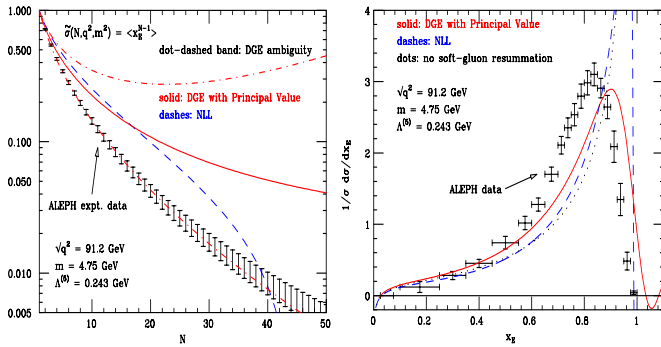 σ̃(N,q²,m²) = <x_E^{N-1}>
dot-dashed band: DGE ambiguity
solid: DGE with Principal Value
dashes: NLL
ALEPH expt. data
√q² = 91.2 GeV
m = 4.75 GeV
Λ^(5) = 0.243 GeV
1.000
0.500
0.100
0.050
0.010
0.005
10
20
30
40
50
N
solid: DGE with Principal Value
dashes: NLL
dots: no soft-gluon resummation
√q² = 91.2 GeV
m = 4.75 GeV
Λ^(5) = 0.243 GeV
ALEPH data
1/σ dσ/dx_E
4
3
2
1
0
0
0.2
0.4
0.6
0.8
1
x_E